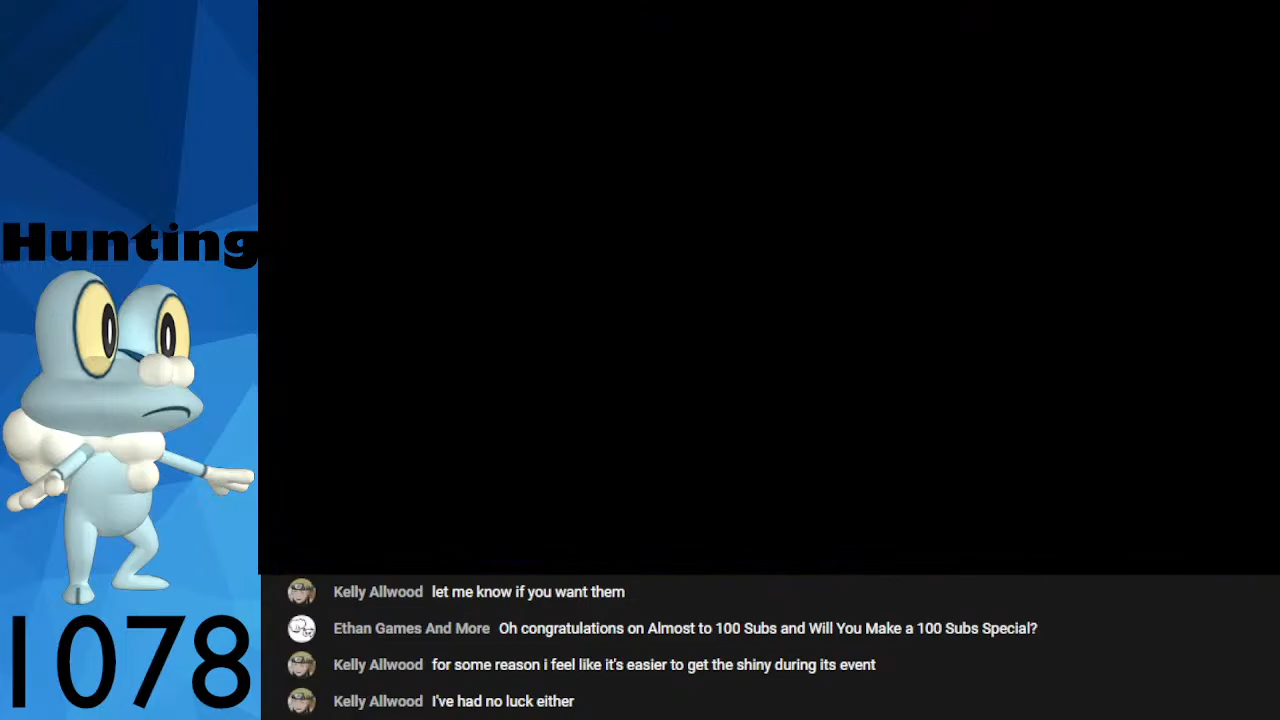 Hunting
1078
Kelly Allwood let me know if you want them
Ethan Games And More Oh congratulations on Almost to 100 Subs and Will You Make a 100 Subs Special?
Kelly Allwood for some reason i feel like it's easier to get the shiny during its event
Kelly Allwood I've had no luck either